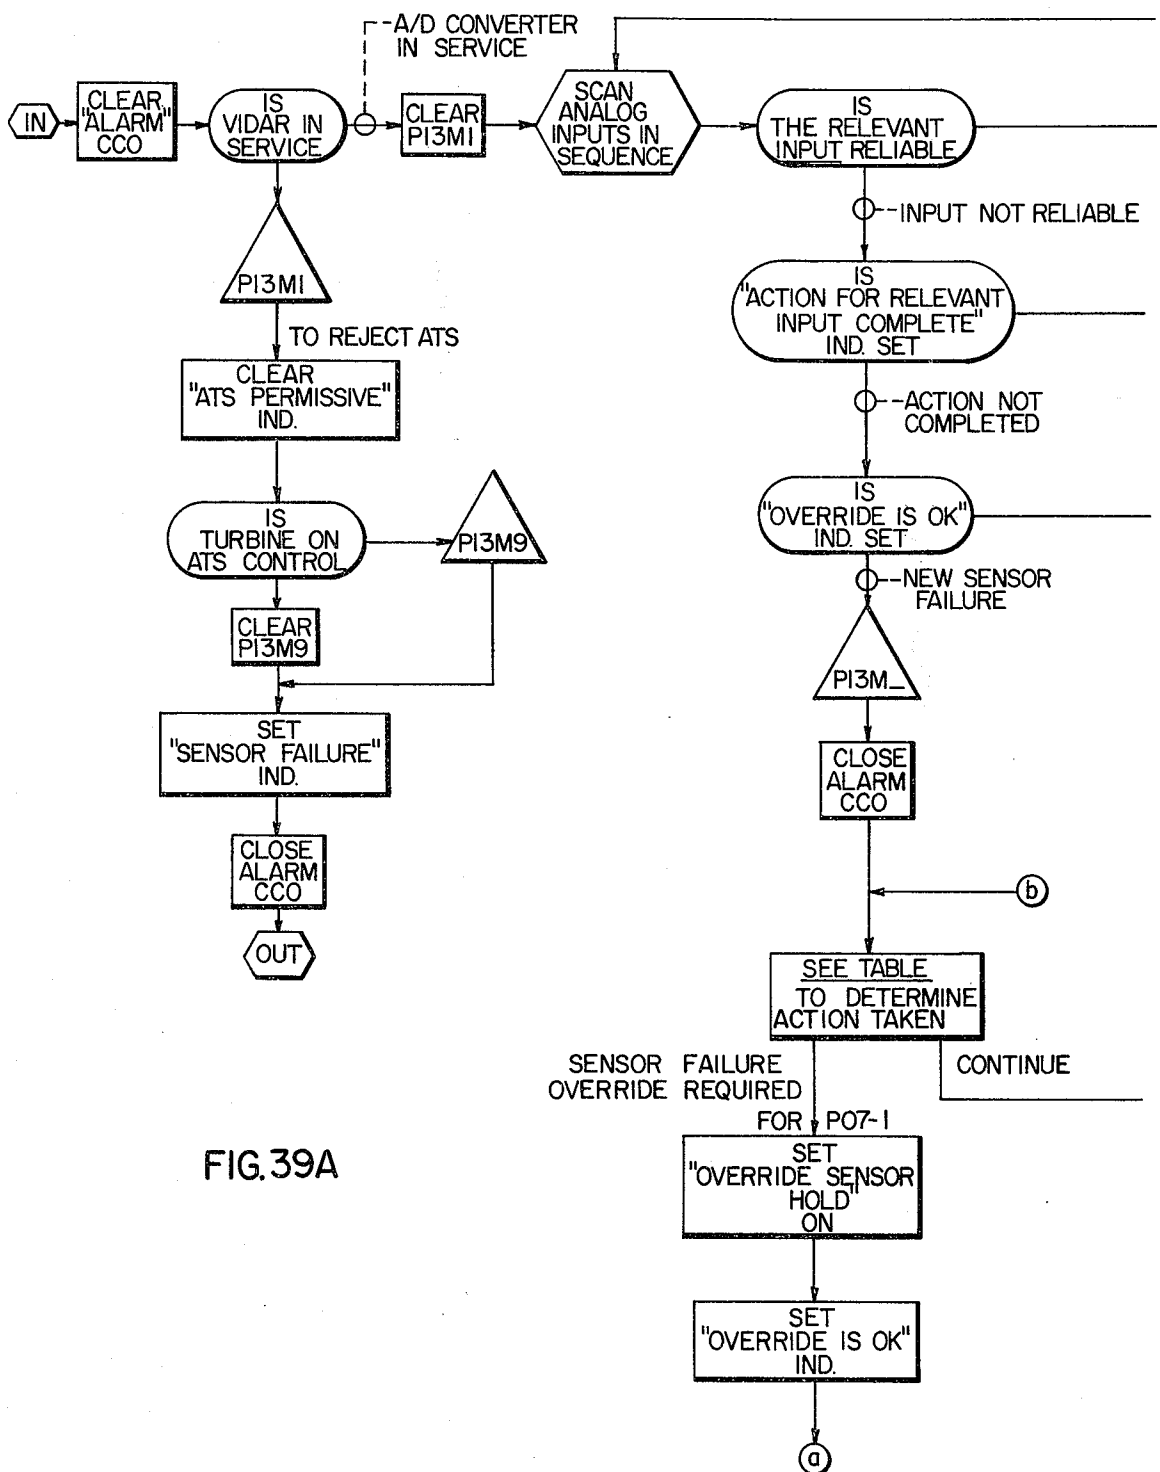 A/D CONVERTER
IN SERVICE
IN
CLEAR
"ALARM"
CCO
IS
VIDAR IN
SERVICE
CLEAR
P13M1
SCAN
ANALOG
INPUTS IN
SEQUENCE
IS
THE RELEVANT
INPUT RELIABLE
INPUT NOT RELIABLE
P13M1
TO REJECT ATS
CLEAR
"ATS PERMISSIVE"
IND.
IS
"ACTION FOR RELEVANT
INPUT COMPLETE"
IND. SET
ACTION NOT
COMPLETED
IS
TURBINE ON
ATS CONTROL
P13M9
CLEAR
P13M9
SET
"SENSOR FAILURE"
IND.
CLOSE
ALARM
CCO
OUT
IS
"OVERRIDE IS OK"
IND. SET
NEW SENSOR
FAILURE
P13M_
CLOSE
ALARM
CCO
b
SEE TABLE
TO DETERMINE
ACTION TAKEN
SENSOR FAILURE
OVERRIDE REQUIRED
CONTINUE
FOR P07-1
SET
"OVERRIDE SENSOR
HOLD"
ON
SET
"OVERRIDE IS OK"
IND.
a
FIG. 39A